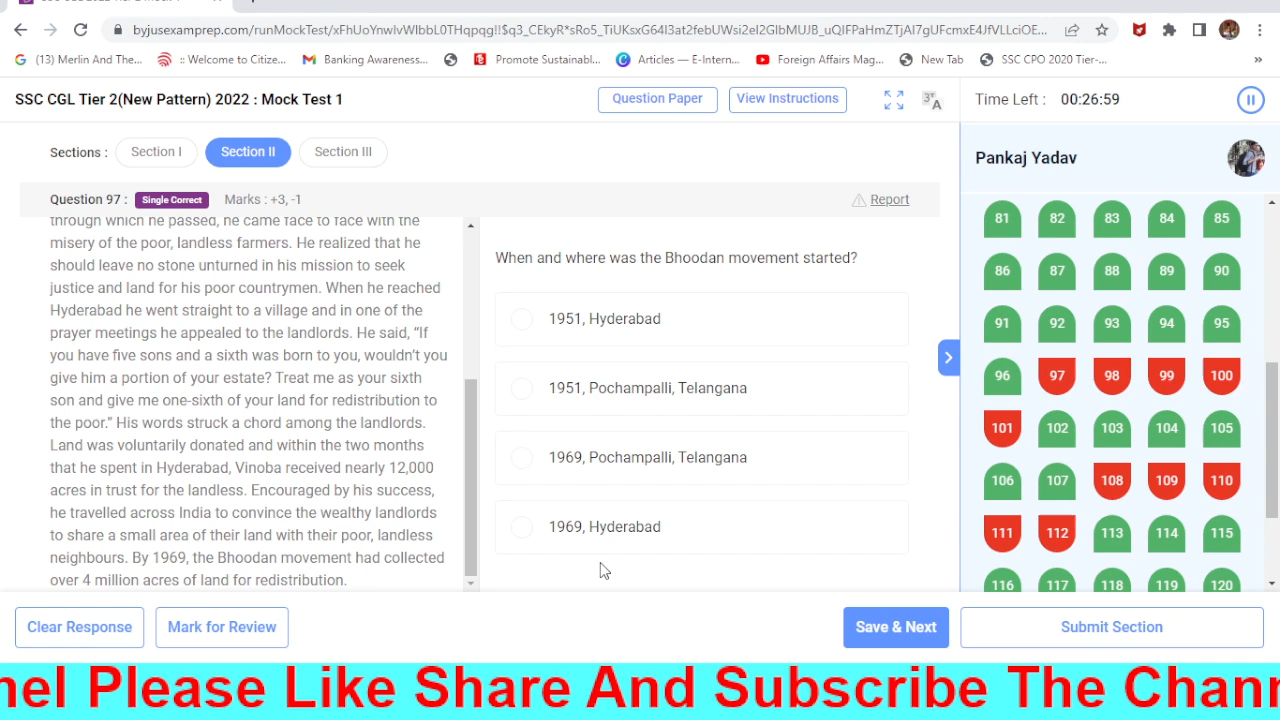 byjusexamprep.com/runMockTest/
(13) Merlin And The...
:: Welcome to Citize...
Banking Awareness...
Promote Sustainabl...
Articles — E-Intern...
Foreign Affairs Mag...
New Tab
SSC CPO 2020 Tier-...
»
SSC CGL Tier 2(New Pattern) 2022 : Mock Test 1
Question Paper
View Instructions
Time Left : 00:26:59
Sections :
Section I
Section II
Section III
Pankaj Yadav
Question 97 : Single Correct Marks : +3, -1
Report
through which he passed, he came face to face with the
misery of the poor, landless farmers. He realized that he
should leave no stone unturned in his mission to seek
justice and land for his poor countrymen. When he reached
Hyderabad he went straight to a village and in one of the
prayer meetings he appealed to the landlords. He said, “If
you have five sons and a sixth was born to you, wouldn’t you
give him a portion of your estate? Treat me as your sixth
son and give me one-sixth of your land for redistribution to
the poor.” His words struck a chord among the landlords.
Land was voluntarily donated and within the two months
that he spent in Hyderabad, Vinoba received nearly 12,000
acres in trust for the landless. Encouraged by his success,
he travelled across India to convince the wealthy landlords
to share a small area of their land with their poor, landless
neighbours. By 1969, the Bhoodan movement had collected
over 4 million acres of land for redistribution.
When and where was the Bhoodan movement started?
1951, Hyderabad
1951, Pochampalli, Telangana
1969, Pochampalli, Telangana
1969, Hyderabad
81 82 83 84 85
86 87 88 89 90
91 92 93 94 95
96 97 98 99 100
101 102 103 104 105
106 107 108 109 110
111 112 113 114 115
116 117 118 119 120
Clear Response
Mark for Review
Save & Next
Submit Section
nel Please Like Share And Subscribe The Chann